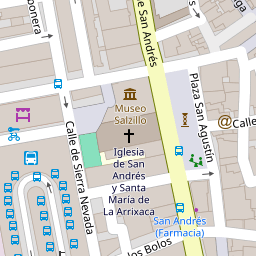 bonera
de San Andrés
Plaza San Agustín
Museo
Salzillo
Calle
@
Calle de Sierra Nevada
Iglesia
de San
Andrés
y Santa
María de
La Arrixaca
San Andrés
(Farmacia)
los Bolos